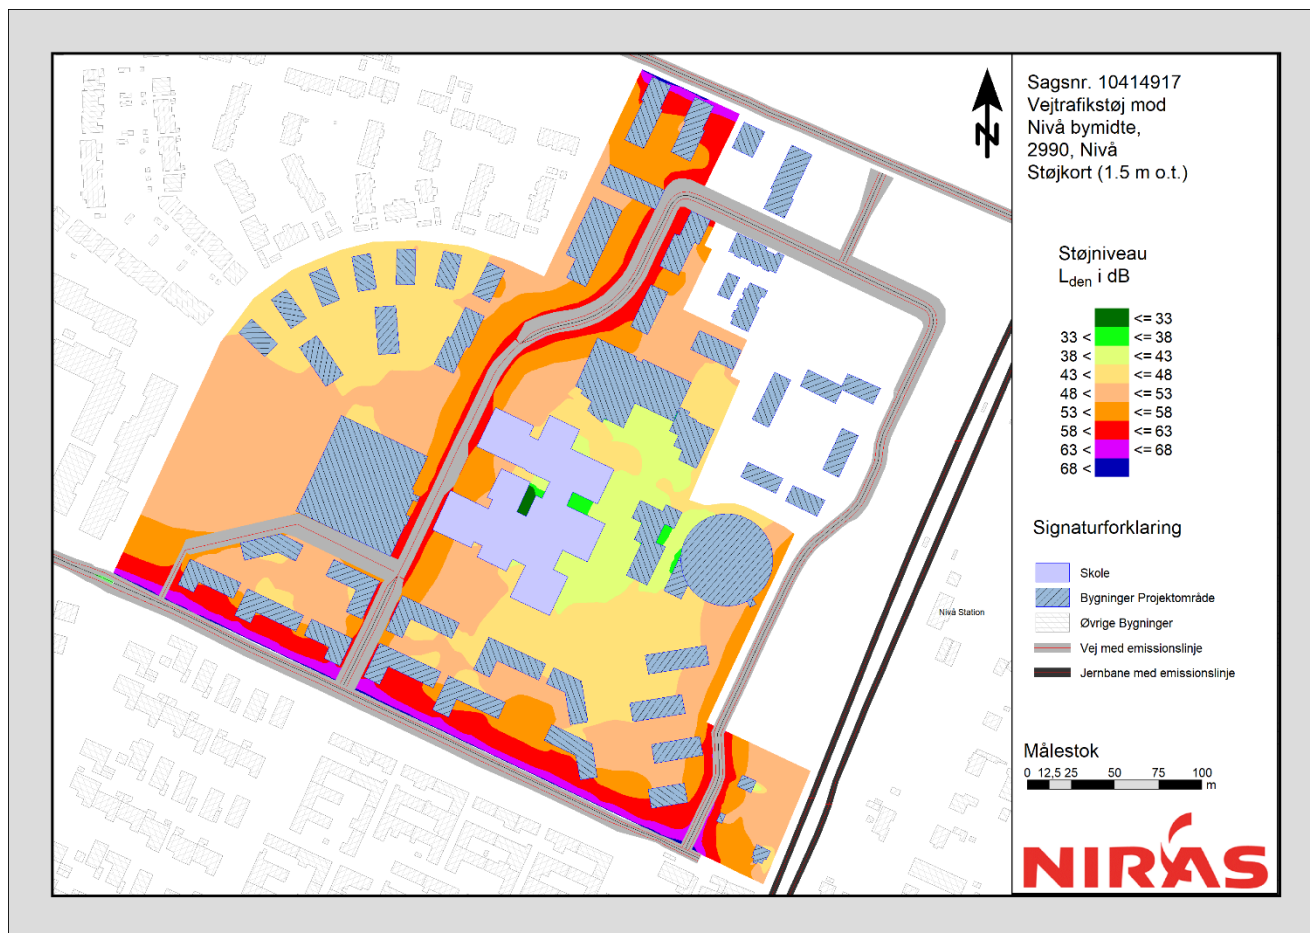 Sagsnr. 10414917
Vejtrafikstøj mod
Nivå bymidte,
2990, Nivå
Støjkort (1.5 m o.t.)
N
Støjniveau
Lden i dB
<= 33
33 < <= 38
38 < <= 43
43 < <= 48
48 < <= 53
53 < <= 58
58 < <= 63
63 < <= 68
68 <
Signaturforklaring
Skole
Bygninger Projektområde
Øvrige Bygninger
Vej med emissionslinje
Jernbane med emissionslinje
Nivå Station
Målestok
0 12,5 25 50 75 100
m
NIRAS